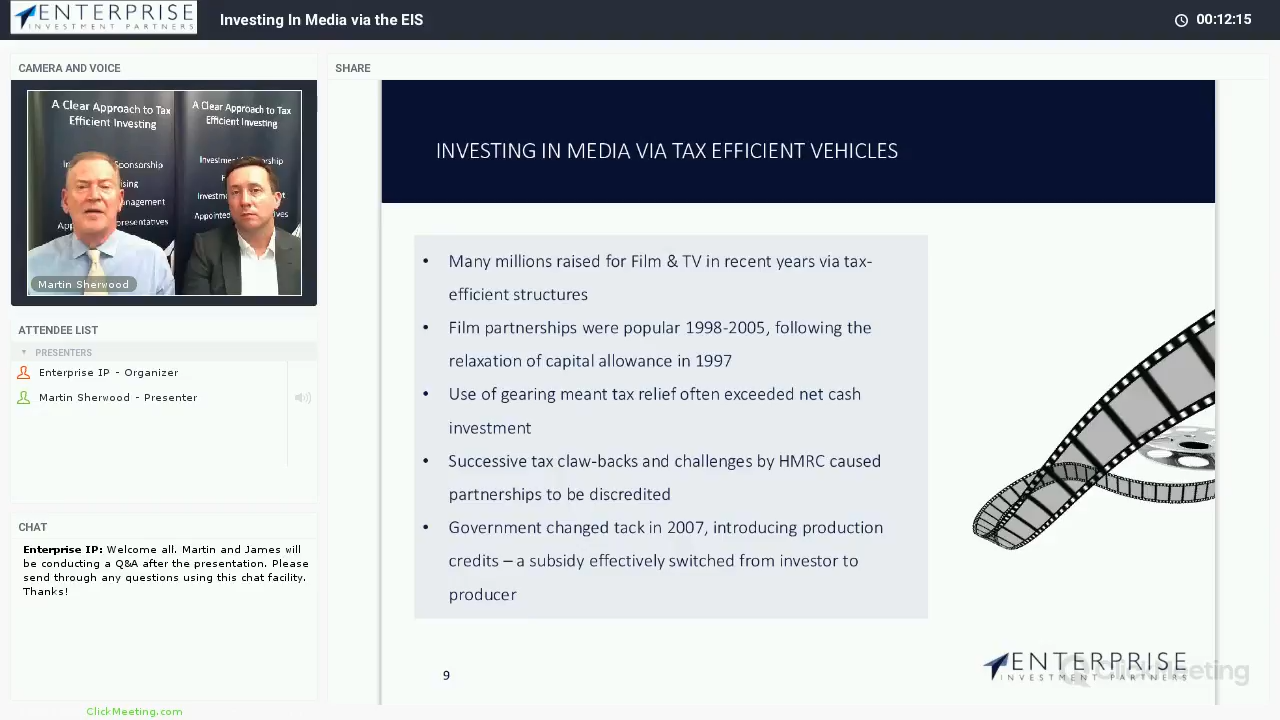 ENTERPRISE
INVESTMENT PARTNERS
Investing In Media via the EIS
00:12:15
CAMERA AND VOICE
A Clear Approach to Tax
Efficient Investing
A Clear Approach to Tax
Efficient Investing
Martin Sherwood
ATTENDEE LIST
PRESENTERS
Enterprise IP - Organizer
Martin Sherwood - Presenter
CHAT
Enterprise IP: Welcome all. Martin and James will
be conducting a Q&A after the presentation. Please
send through any questions using this chat facility.
Thanks!
ClickMeeting.com
SHARE
INVESTING IN MEDIA VIA TAX EFFICIENT VEHICLES
• Many millions raised for Film & TV in recent years via tax-
efficient structures
• Film partnerships were popular 1998-2005, following the
relaxation of capital allowance in 1997
• Use of gearing meant tax relief often exceeded net cash
investment
• Successive tax claw-backs and challenges by HMRC caused
partnerships to be discredited
• Government changed tack in 2007, introducing production
credits – a subsidy effectively switched from investor to
producer
9
ENTERPRISE
INVESTMENT PARTNERS
ClickMeeting